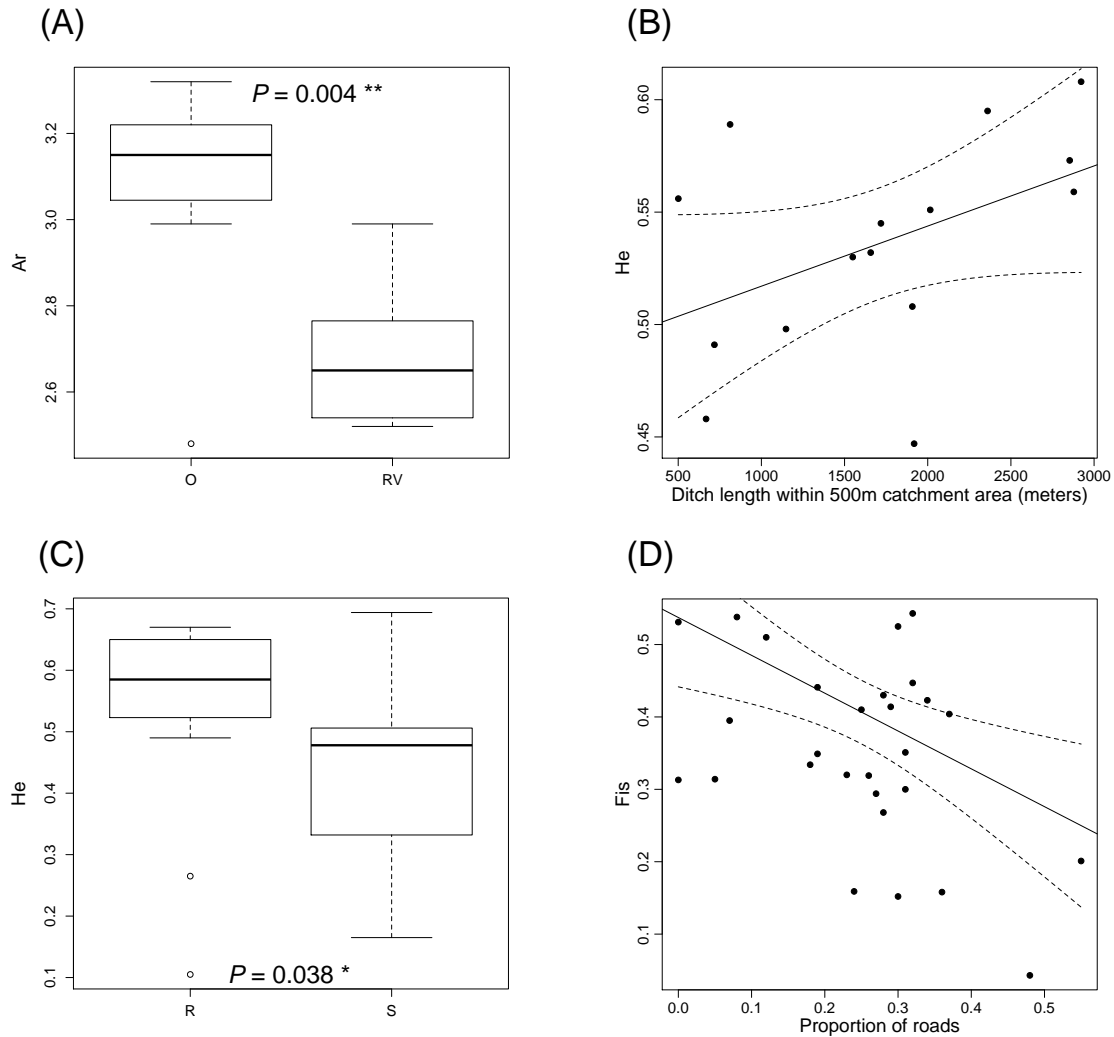 (A)
P = 0.004 **
Ar
3.2
3.0
2.8
2.6
O RV
(B)
He
0.60
0.55
0.50
0.45
500 1000 1500 2000 2500 3000
Ditch length within 500m catchment area (meters)
(C)
He
0.7
0.6
0.5
0.4
0.3
0.2
0.1
P = 0.038 *
R S
(D)
Fis
0.5
0.4
0.3
0.2
0.1
0.0 0.1 0.2 0.3 0.4 0.5
Proportion of roads